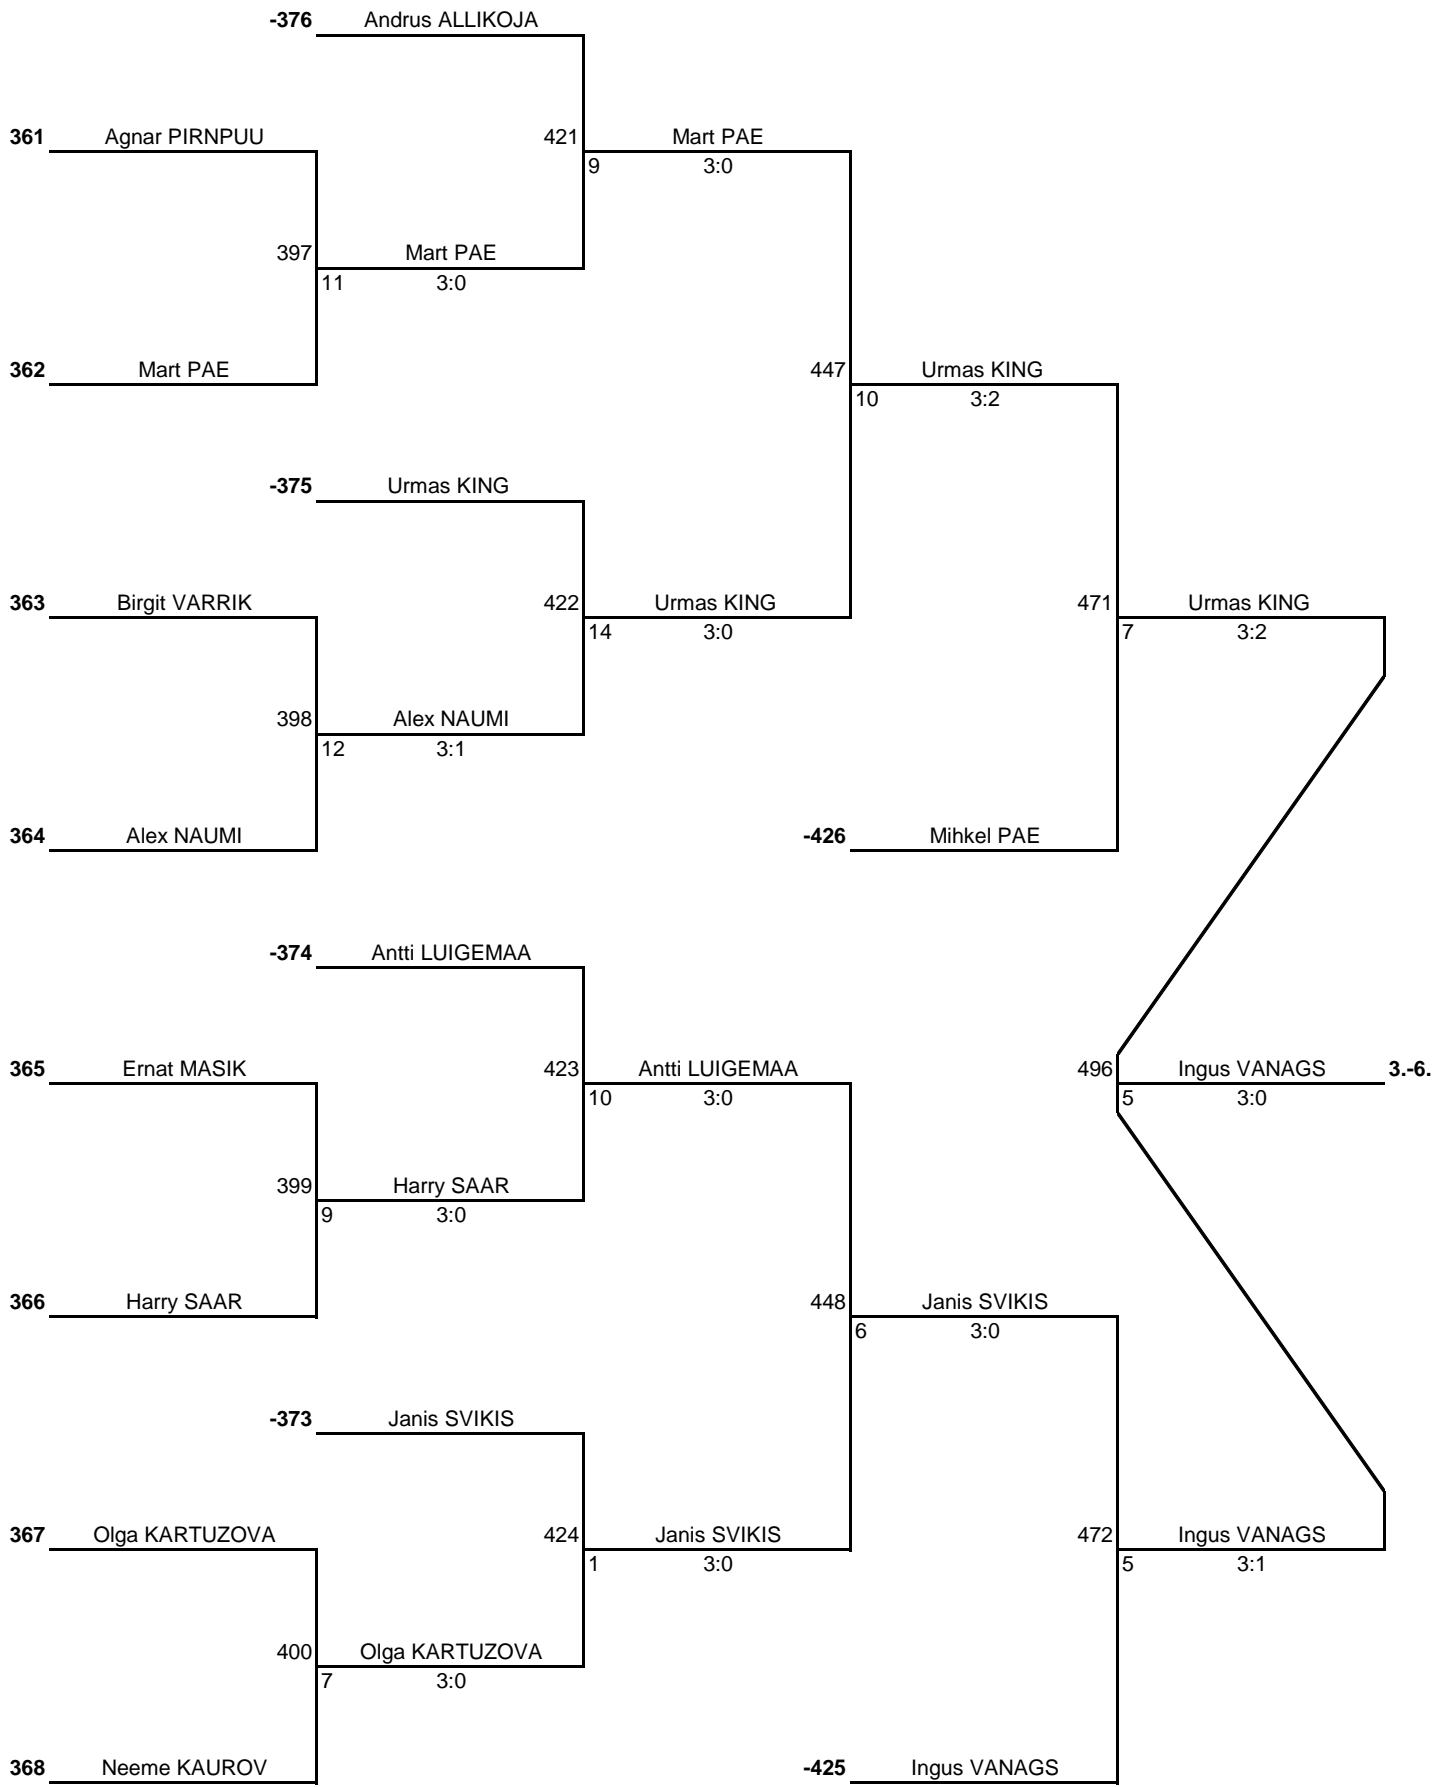 -376 Andrus ALLIKOJA
361 Agnar PIRNPUU 421 Mart PAE
9 3:0
397 Mart PAE
11 3:0
362 Mart PAE 447 Urmas KING
10 3:2
-375 Urmas KING
363 Birgit VARRIK 422 Urmas KING 471 Urmas KING
14 3:0 7 3:2
398 Alex NAUMI
12 3:1
364 Alex NAUMI -426 Mihkel PAE
-374 Antti LUIGEMAA
365 Ernat MASIK 423 Antti LUIGEMAA 496 Ingus VANAGS 3.-6.
10 3:0 5 3:0
399 Harry SAAR
9 3:0
366 Harry SAAR 448 Janis SVIKIS
6 3:0
-373 Janis SVIKIS
367 Olga KARTUZOVA 424 Janis SVIKIS 472 Ingus VANAGS
1 3:0 5 3:1
400 Olga KARTUZOVA
7 3:0
368 Neeme KAUROV -425 Ingus VANAGS